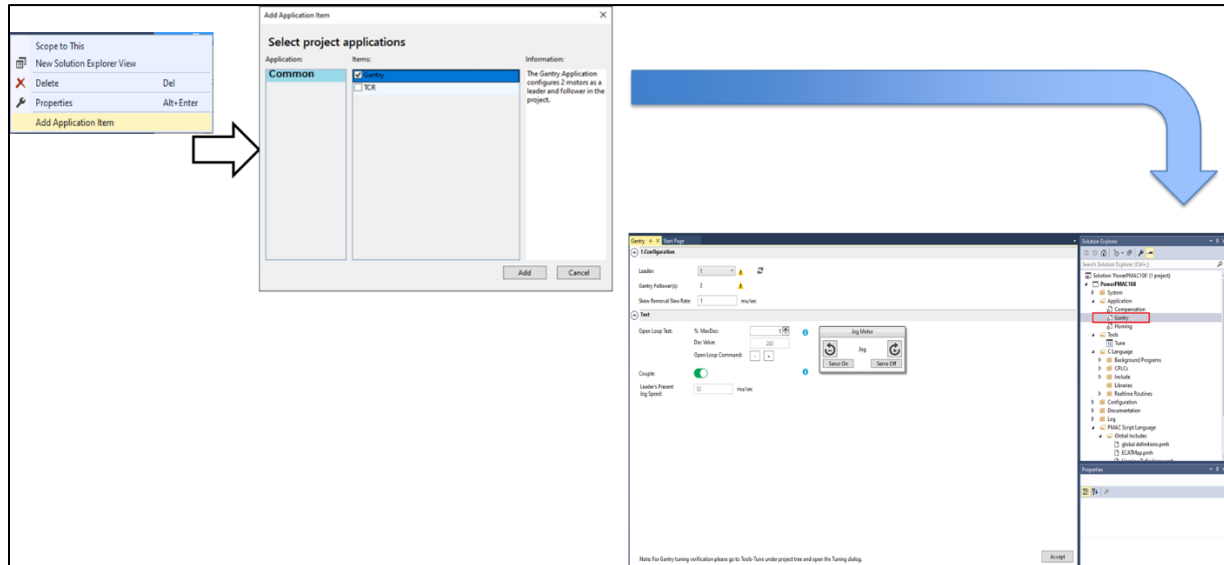 Scope to This
New Solution Explorer View
Delete Del
Properties Alt+Enter
Add Application Item
Add Application Item
Select project applications
Application: Items: Information:
Common
Gantry
TCR
The Gantry Application
configures 2 motors as a
leader and follower in the
project.
Add Cancel
Gantry Start Page
1.Configuration
Leader: 1
Gantry Follower(s): 2
Skew Removal Slew Rate: 1 mu/sec
Test
Open Loop Test: % MaxDac: 1
Dac Value: 280
Open Loop Command: - +
Jog Motor
Jog
Servo On Servo Off
Couple:
Leader's Present
Jog Speed: 32 mu/sec
Note: For Gantry tuning verification please go to Tools-Tune under project tree and open the Tuning dialog.
Accept
Solution Explorer
Search Solution Explorer (Ctrl+;)
Solution 'PowerPMAC108' (1 project)
PowerPMAC108
System
Application
Compensation
Gantry
Homing
Tools
Tune
C Language
Background Programs
CPLCs
Include
Libraries
Realtime Routines
Configuration
Documentation
Log
PMAC Script Language
Global Includes
global definitions.pmh
ECATMap.pmh
Properties